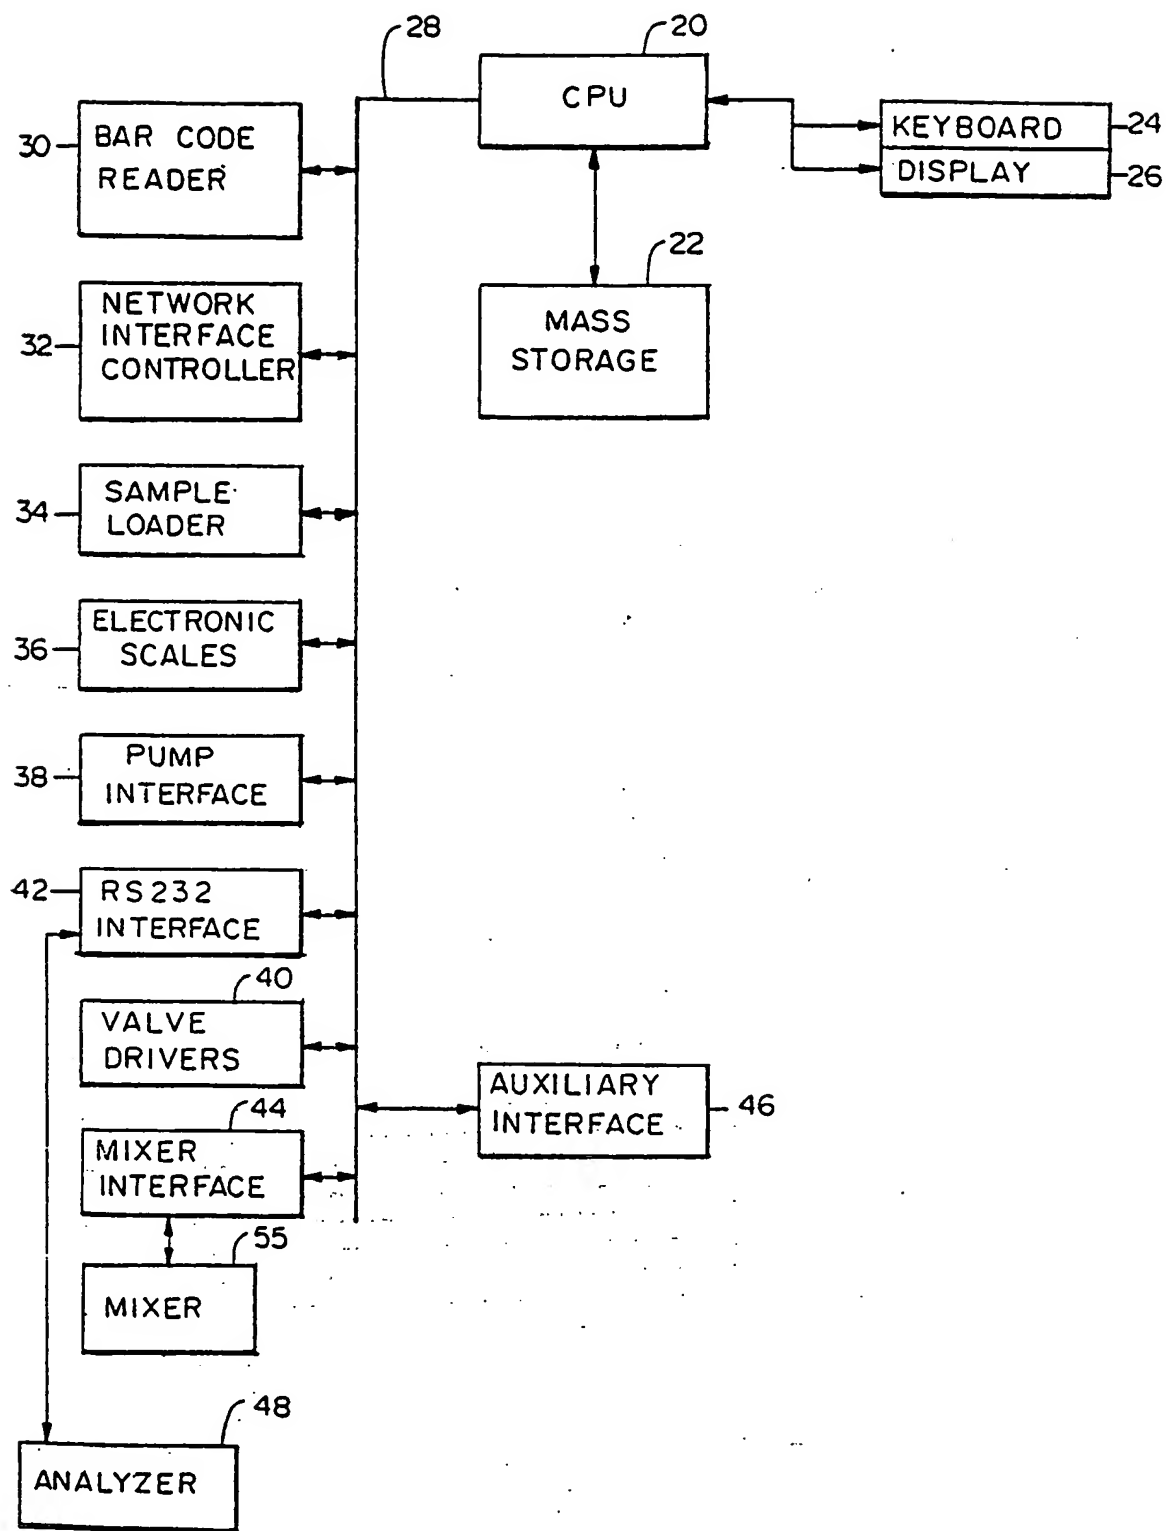 28
20
CPU
30
BAR CODE
READER
KEYBOARD
24
DISPLAY
26
22
MASS
STORAGE
32
NETWORK
INTERFACE
CONTROLLER
34
SAMPLE
LOADER
36
ELECTRONIC
SCALES
38
PUMP
INTERFACE
42
RS232
INTERFACE
40
VALVE
DRIVERS
AUXILIARY
INTERFACE
46
44
MIXER
INTERFACE
55
MIXER
48
ANALYZER